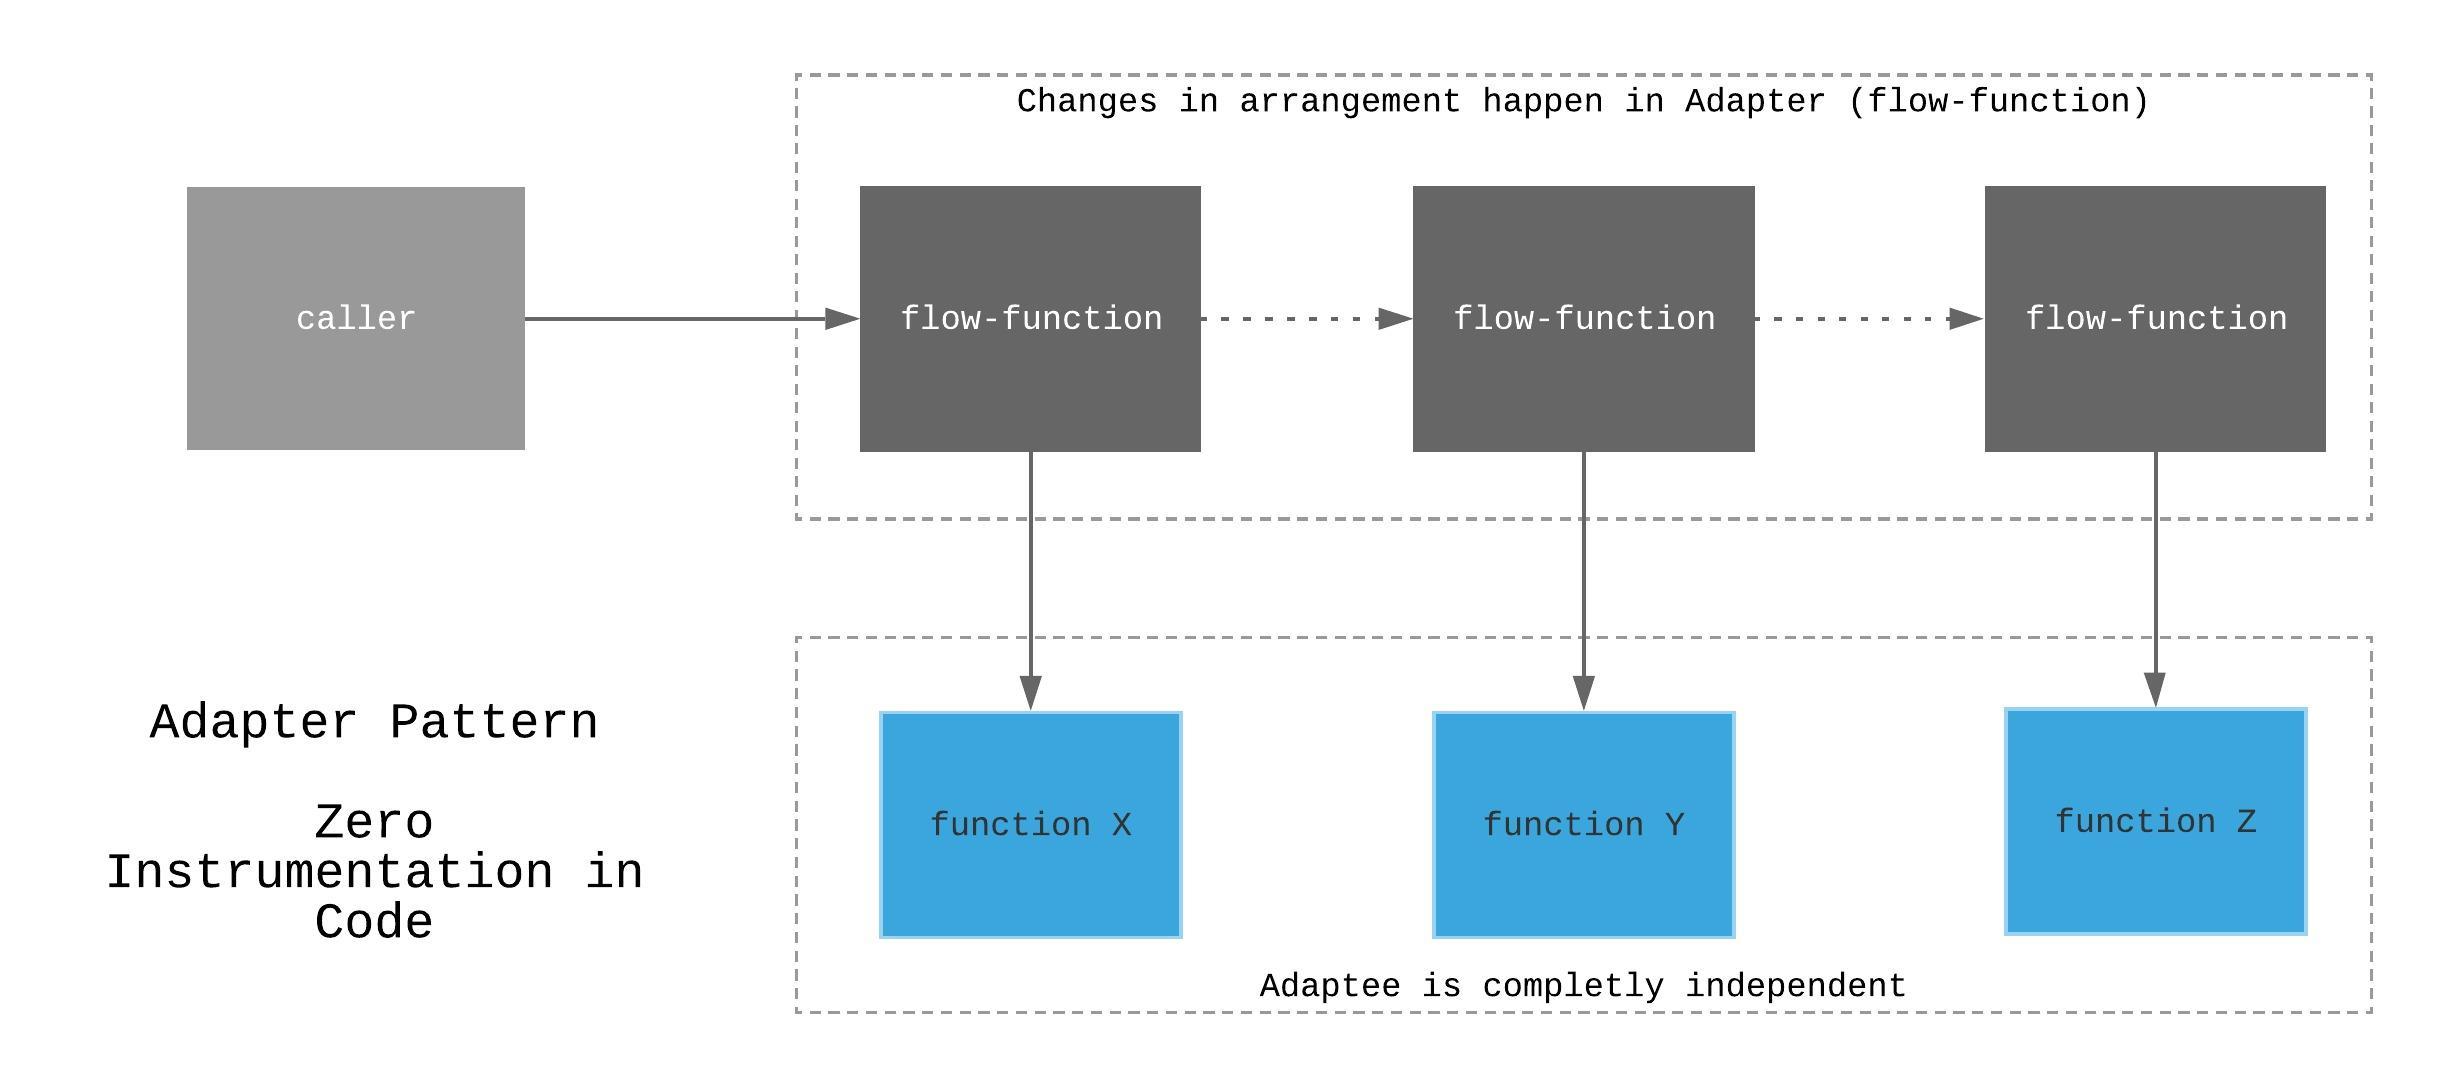 Changes in arrangement happen in Adapter (flow-function)
caller
flow-function
flow-function
flow-function
Adapter Pattern
Zero
Instrumentation in
Code
function X
function Y
function Z
Adaptee is completly independent